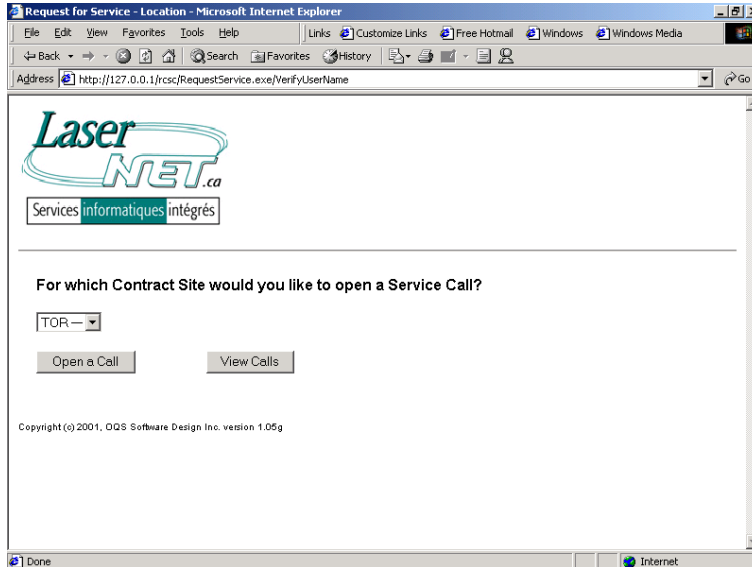 Request for Service - Location - Microsoft Internet Explorer
File Edit View Favorites Tools Help Links Customize Links Free Hotmail Windows Windows Media
Back Search Favorites History
Address http://127.0.0.1/rcsc/RequestService.exe/VerifyUserName Go
Laser
NET.ca
Services informatiques intégrés
For which Contract Site would you like to open a Service Call?
TOR —
Open a Call View Calls
Copyright (c) 2001, OQS Software Design Inc. version 1.05g
Done Internet